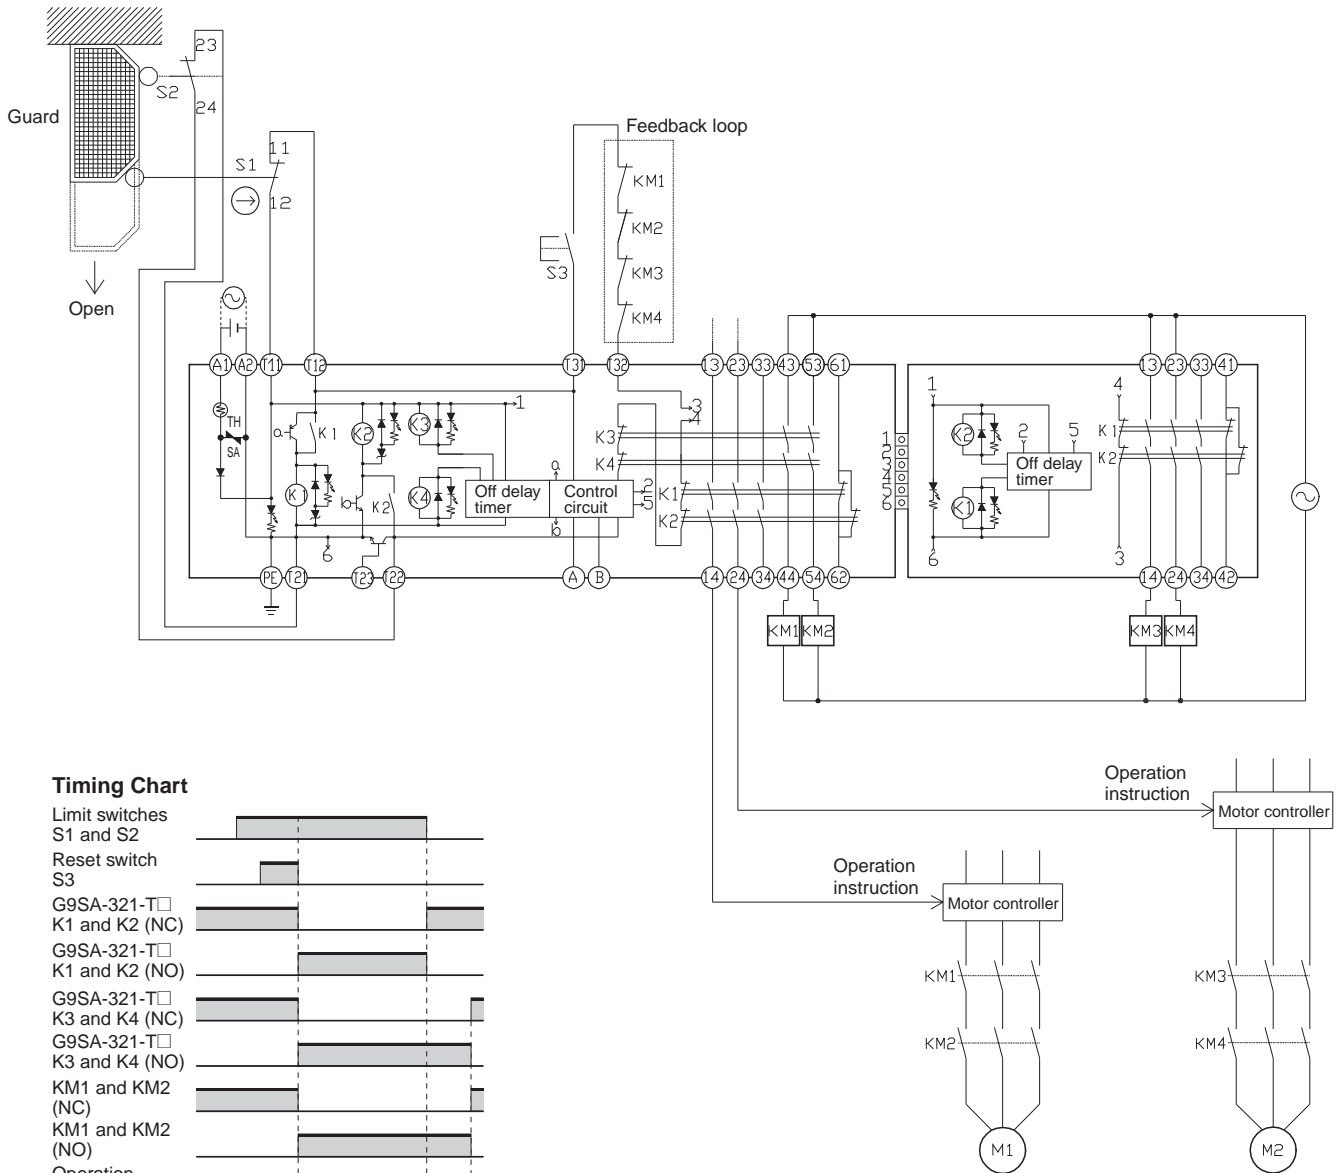 23
S2
24
Guard
11
S1
12
Open
Feedback loop
KM1
KM2
KM3
KM4
S3
A1 A2 T11 T12 T31 T32 13 23 33 43 53 61
13 23 33 41
1
3
4
TH
SA
a
K1
K2
K3
K1
b
K2
K4
6
Off delay
timer
a
b
Control
circuit
2
5
K3
K4
K1
K2
1
2
3
4
5
6
1
K2
2
5
Off delay
timer
K1
6
4
K1
K2
3
PE T21 T23 T22 A B 14 24 34 44 54 62
14 24 34 42
KM1 KM2
KM3 KM4
Timing Chart
Limit switches
S1 and S2
Reset switch
S3
G9SA-321-T□
K1 and K2 (NC)
G9SA-321-T□
K1 and K2 (NO)
G9SA-321-T□
K3 and K4 (NC)
G9SA-321-T□
K3 and K4 (NO)
KM1 and KM2
(NC)
KM1 and KM2
(NO)
Operation
Operation
instruction
Motor controller
KM1
KM2
M1
Operation
instruction
Motor controller
KM3
KM4
M2